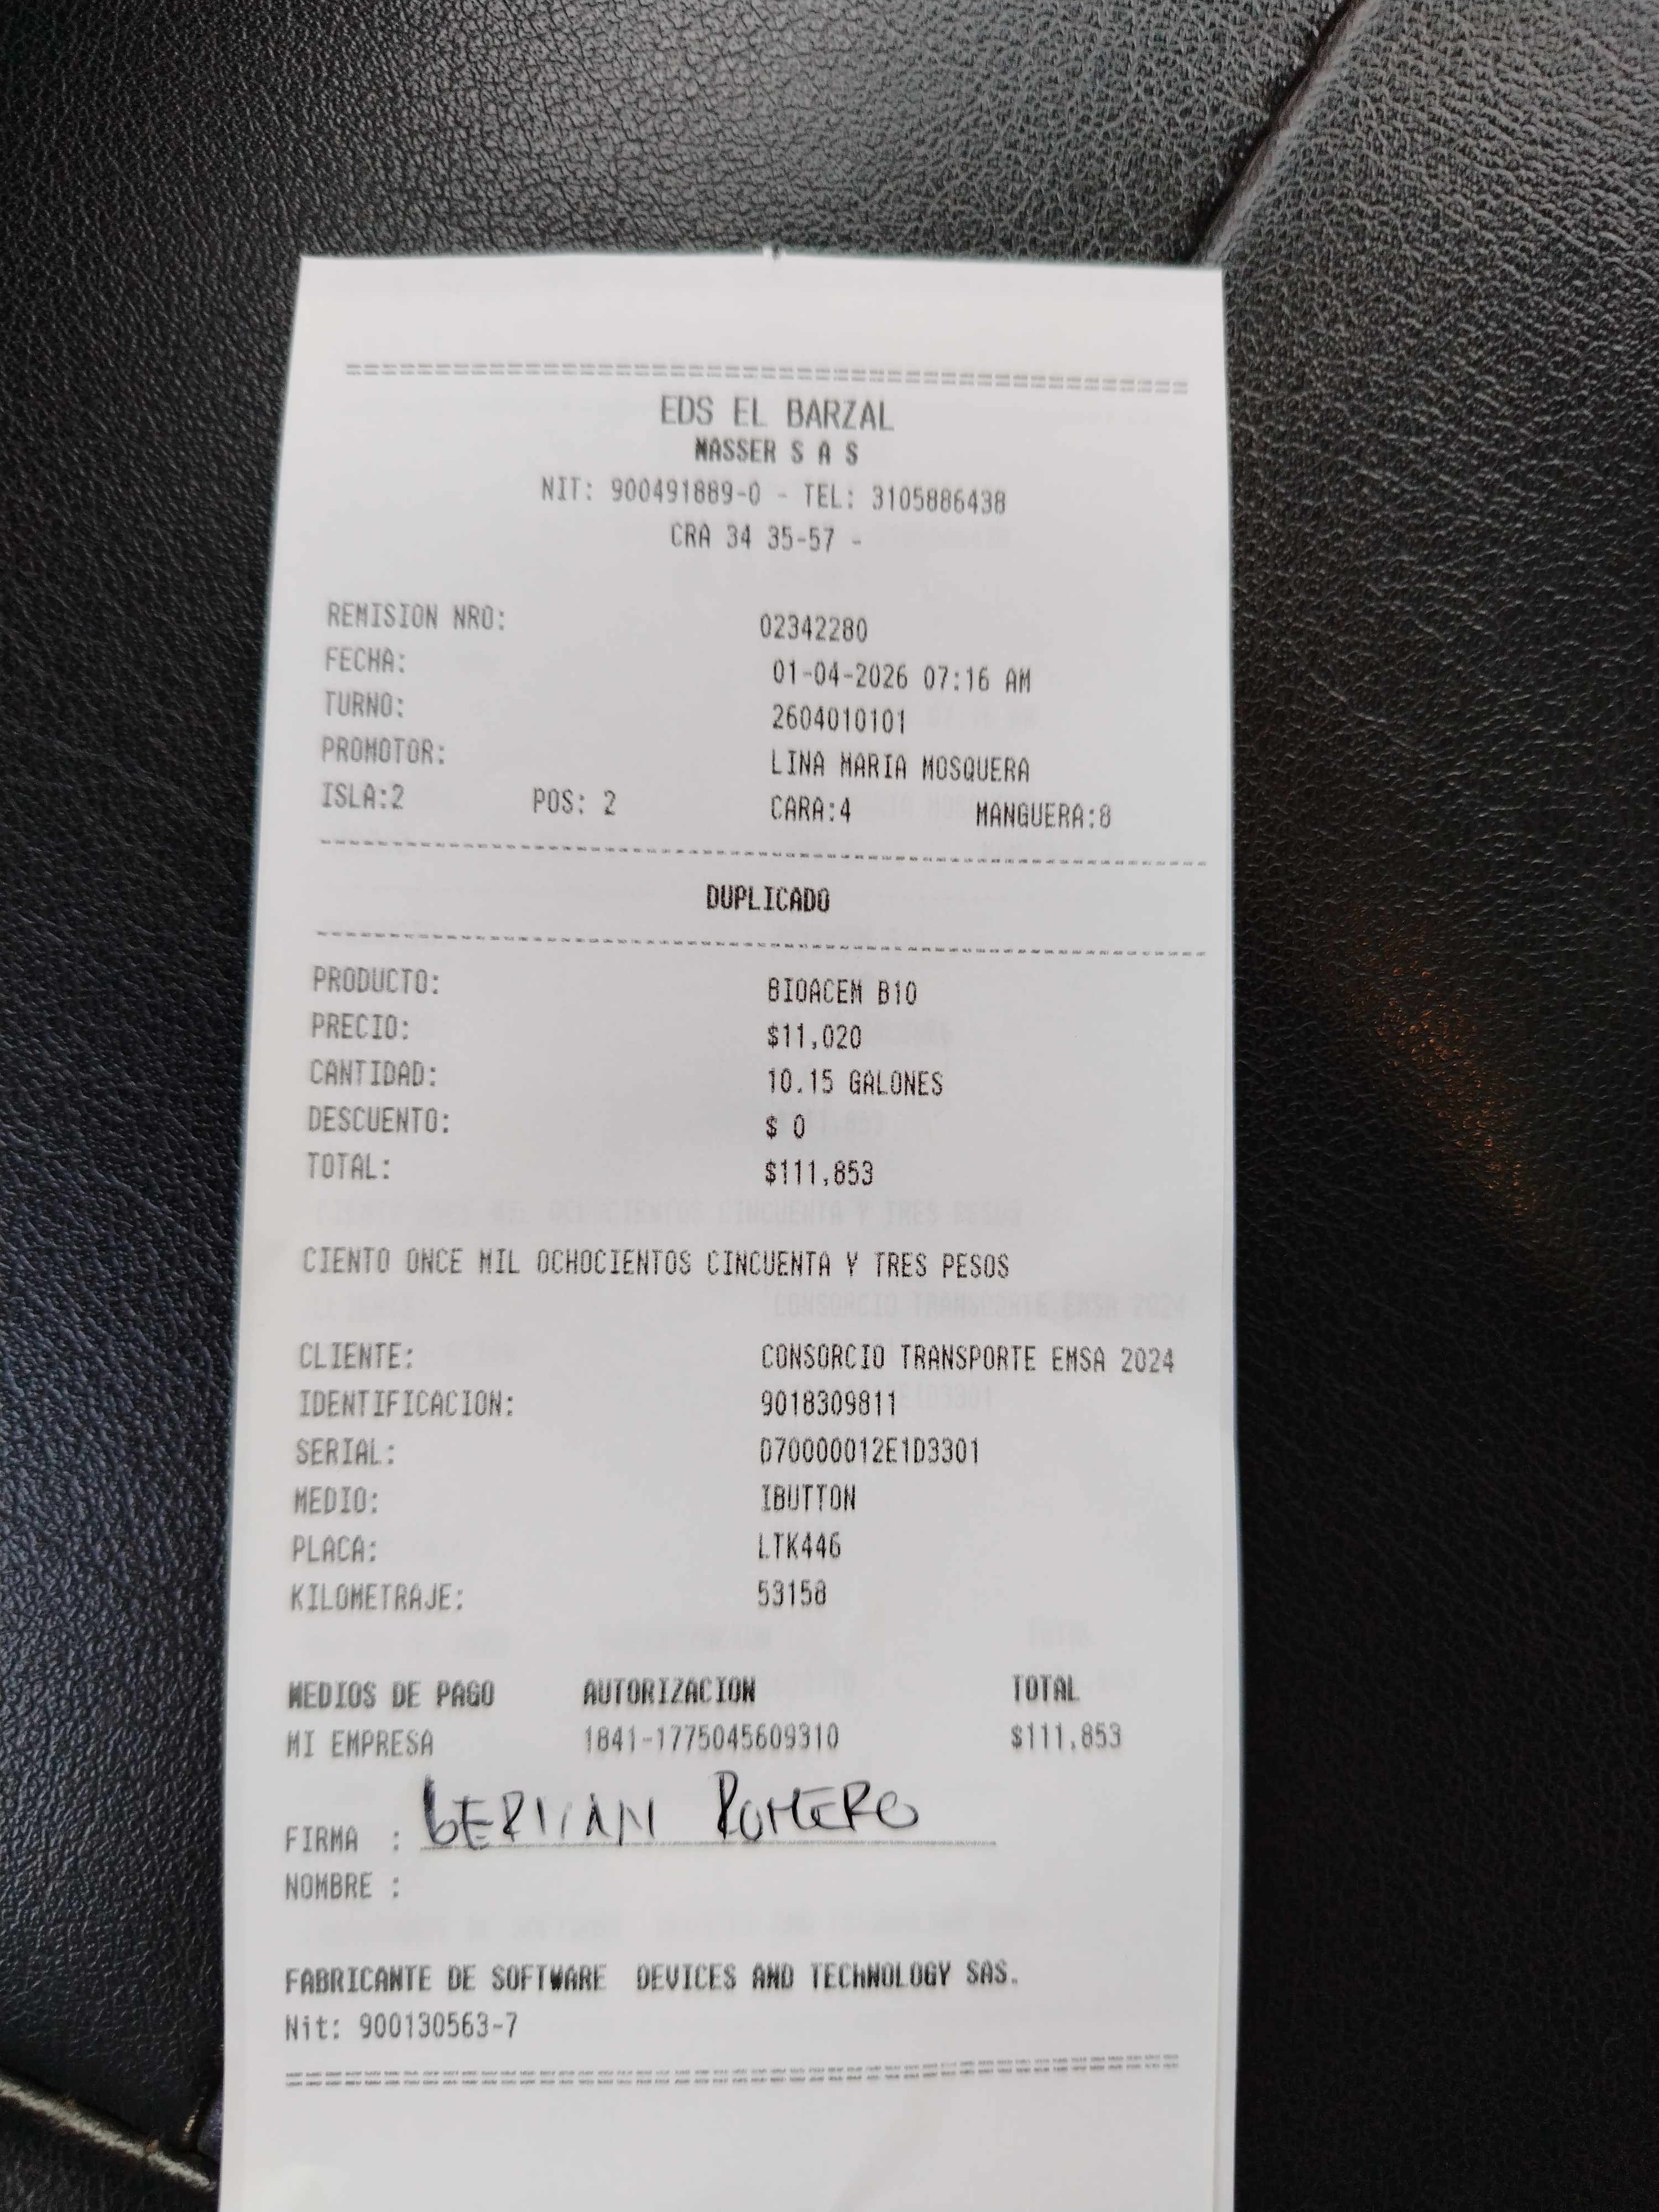 ================================================
EDS EL BARZAL
MASSER S A S
NIT: 900491889-0 - TEL: 3105886438
CRA 34 35-57 -
REMISION NRO: 02342280
FECHA: 01-04-2026 07:16 AM
TURNO: 2604010101
PROMOTOR: LINA MARIA MOSQUERA
ISLA:2 POS: 2 CARA:4 MANGUERA:8
DUPLICADO
PRODUCTO: BIOACEM B10
PRECIO: $11,020
CANTIDAD: 10.15 GALONES
DESCUENTO: $ 0
TOTAL: $111,853
CIENTO ONCE MIL OCHOCIENTOS CINCUENTA Y TRES PESOS
CLIENTE: CONSORCIO TRANSPORTE EMSA 2024
IDENTIFICACION: 9018309811
SERIAL: 070000012E1D3301
MEDIO: IBUTTON
PLACA: LTK446
KILOMETRAJE: 53158
MEDIOS DE PAGO AUTORIZACION TOTAL
MI EMPRESA 1841-1775045609310 $111,853
FIRMA : GERMAN ROMERO
NOMBRE :
FABRICANTE DE SOFTWARE DEVICES AND TECHNOLOGY SAS.
Nit: 900130563-7